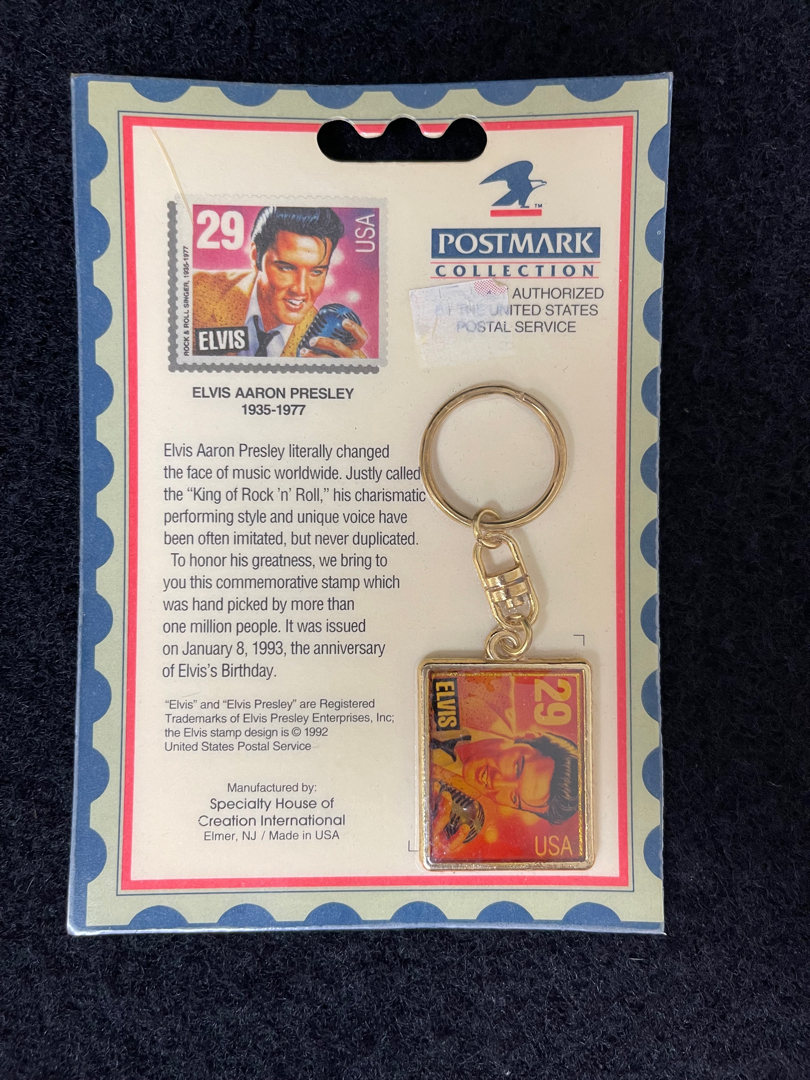 29
USA
ROCK & ROLL SINGER, 1935-1977
ELVIS
ELVIS AARON PRESLEY
1935-1977
TM
POSTMARK
COLLECTION
AUTHORIZED
BY THE UNITED STATES
POSTAL SERVICE
Elvis Aaron Presley literally changed
the face of music worldwide. Justly called
the “King of Rock ’n’ Roll,” his charismatic
performing style and unique voice have
been often imitated, but never duplicated.
To honor his greatness, we bring to
you this commemorative stamp which
was hand picked by more than
one million people. It was issued
on January 8, 1993, the anniversary
of Elvis’s Birthday.
“Elvis” and “Elvis Presley” are Registered
Trademarks of Elvis Presley Enterprises, Inc;
the Elvis stamp design is © 1992
United States Postal Service
Manufactured by:
Specialty House of
Creation International
Elmer, NJ / Made in USA
29
ELVIS
USA